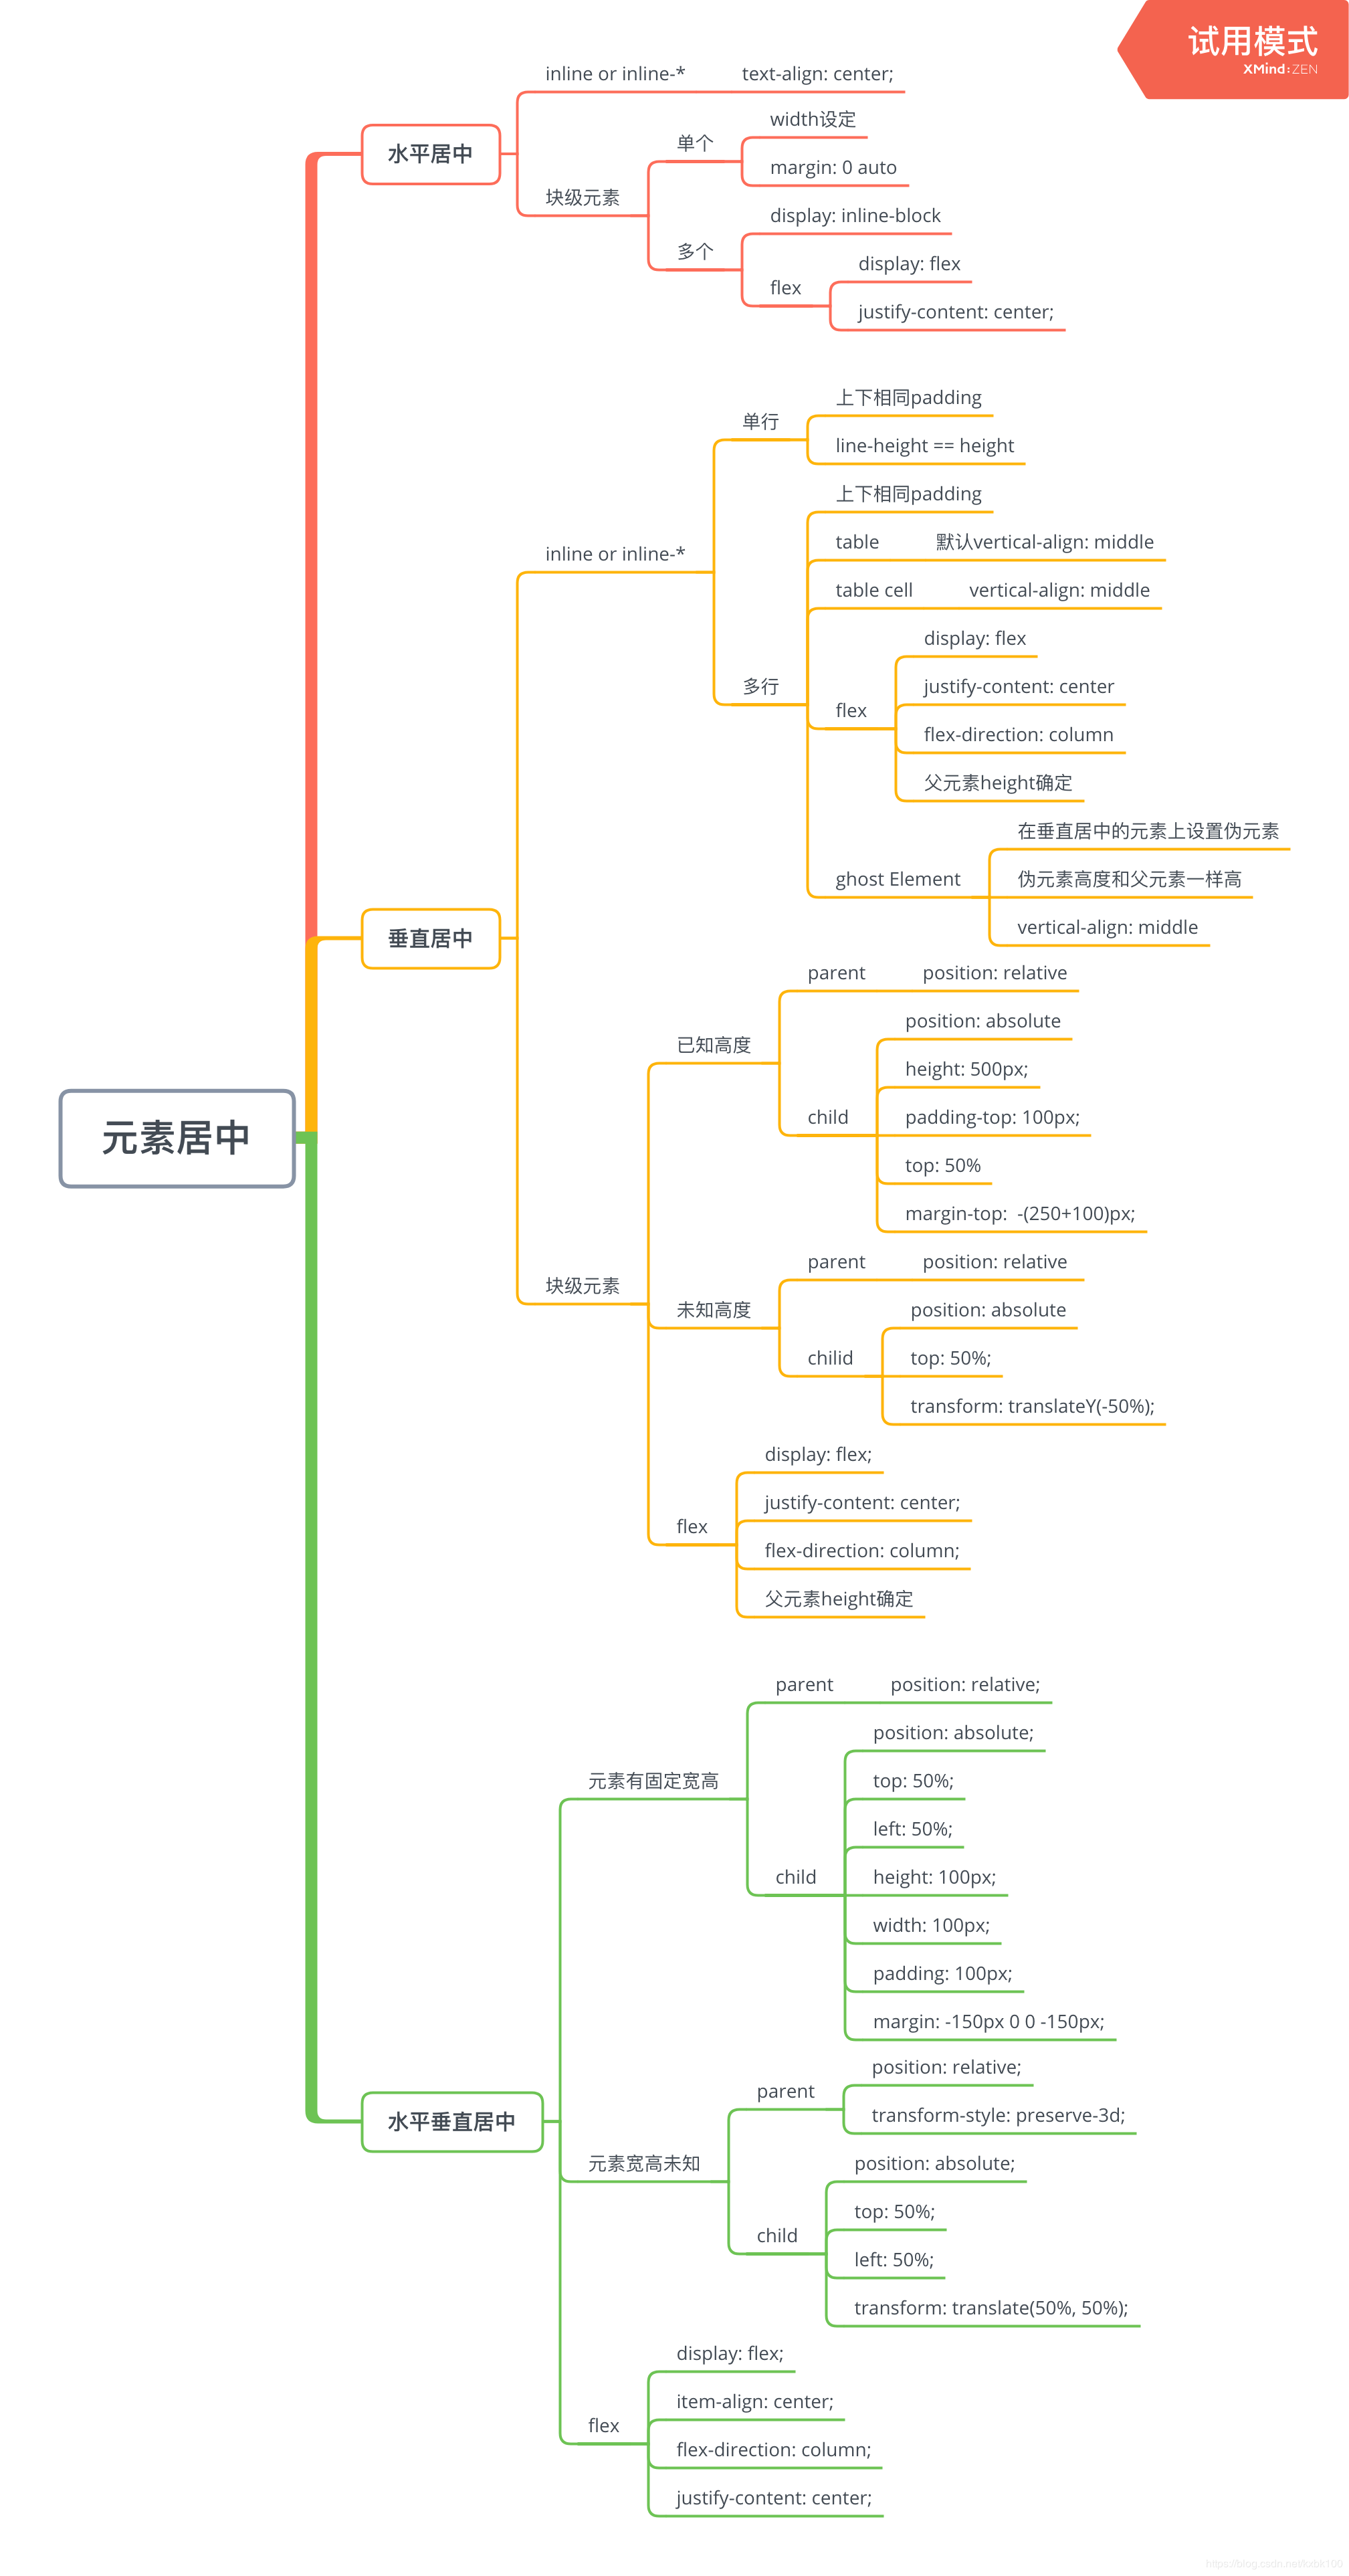 试用模式
XMind:ZEN
元素居中
水平居中
inline or inline-*
text-align: center;
块级元素
单个
width设定
margin: 0 auto
多个
display: inline-block
flex
display: flex
justify-content: center;
垂直居中
inline or inline-*
单行
上下相同padding
line-height == height
多行
上下相同padding
table
默认vertical-align: middle
table cell
vertical-align: middle
flex
display: flex
justify-content: center
flex-direction: column
父元素height确定
ghost Element
在垂直居中的元素上设置伪元素
伪元素高度和父元素一样高
vertical-align: middle
块级元素
已知高度
parent
position: relative
child
position: absolute
height: 500px;
padding-top: 100px;
top: 50%
margin-top:  -(250+100)px;
未知高度
parent
position: relative
chilid
position: absolute
top: 50%;
transform: translateY(-50%);
flex
display: flex;
justify-content: center;
flex-direction: column;
父元素height确定
水平垂直居中
元素有固定宽高
parent
position: relative;
child
position: absolute;
top: 50%;
left: 50%;
height: 100px;
width: 100px;
padding: 100px;
margin: -150px 0 0 -150px;
元素宽高未知
parent
position: relative;
transform-style: preserve-3d;
child
position: absolute;
top: 50%;
left: 50%;
transform: translate(50%, 50%);
flex
display: flex;
item-align: center;
flex-direction: column;
justify-content: center;